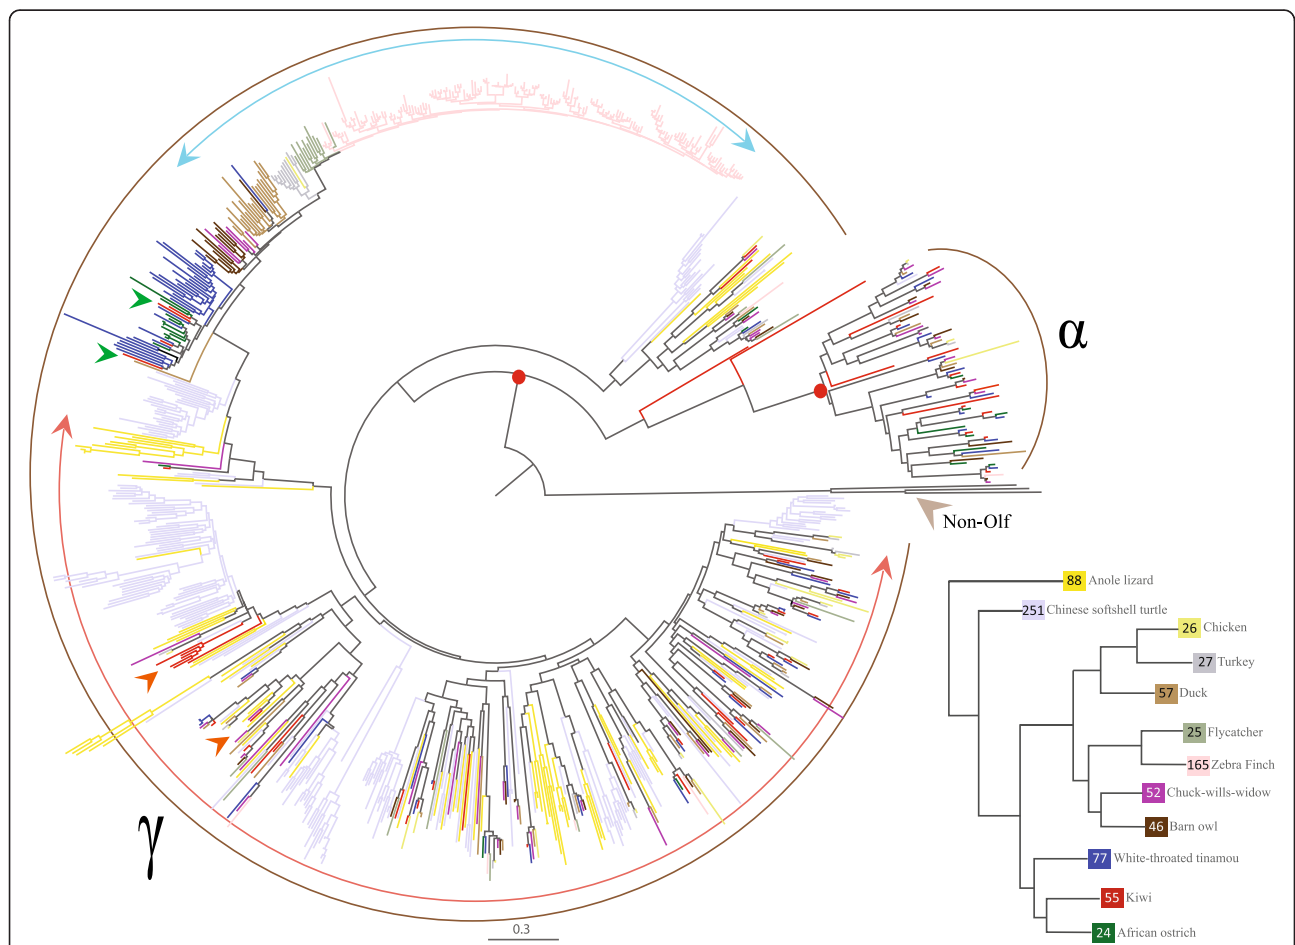 α
Non-Olf
88 Anole lizard
251 Chinese softshell turtle
26 Chicken
27 Turkey
57 Duck
25 Flycatcher
165 Zebra Finch
52 Chuck-wills-widow
46 Barn owl
77 White-throated tinamou
55 Kiwi
24 African ostrich
γ
0.3